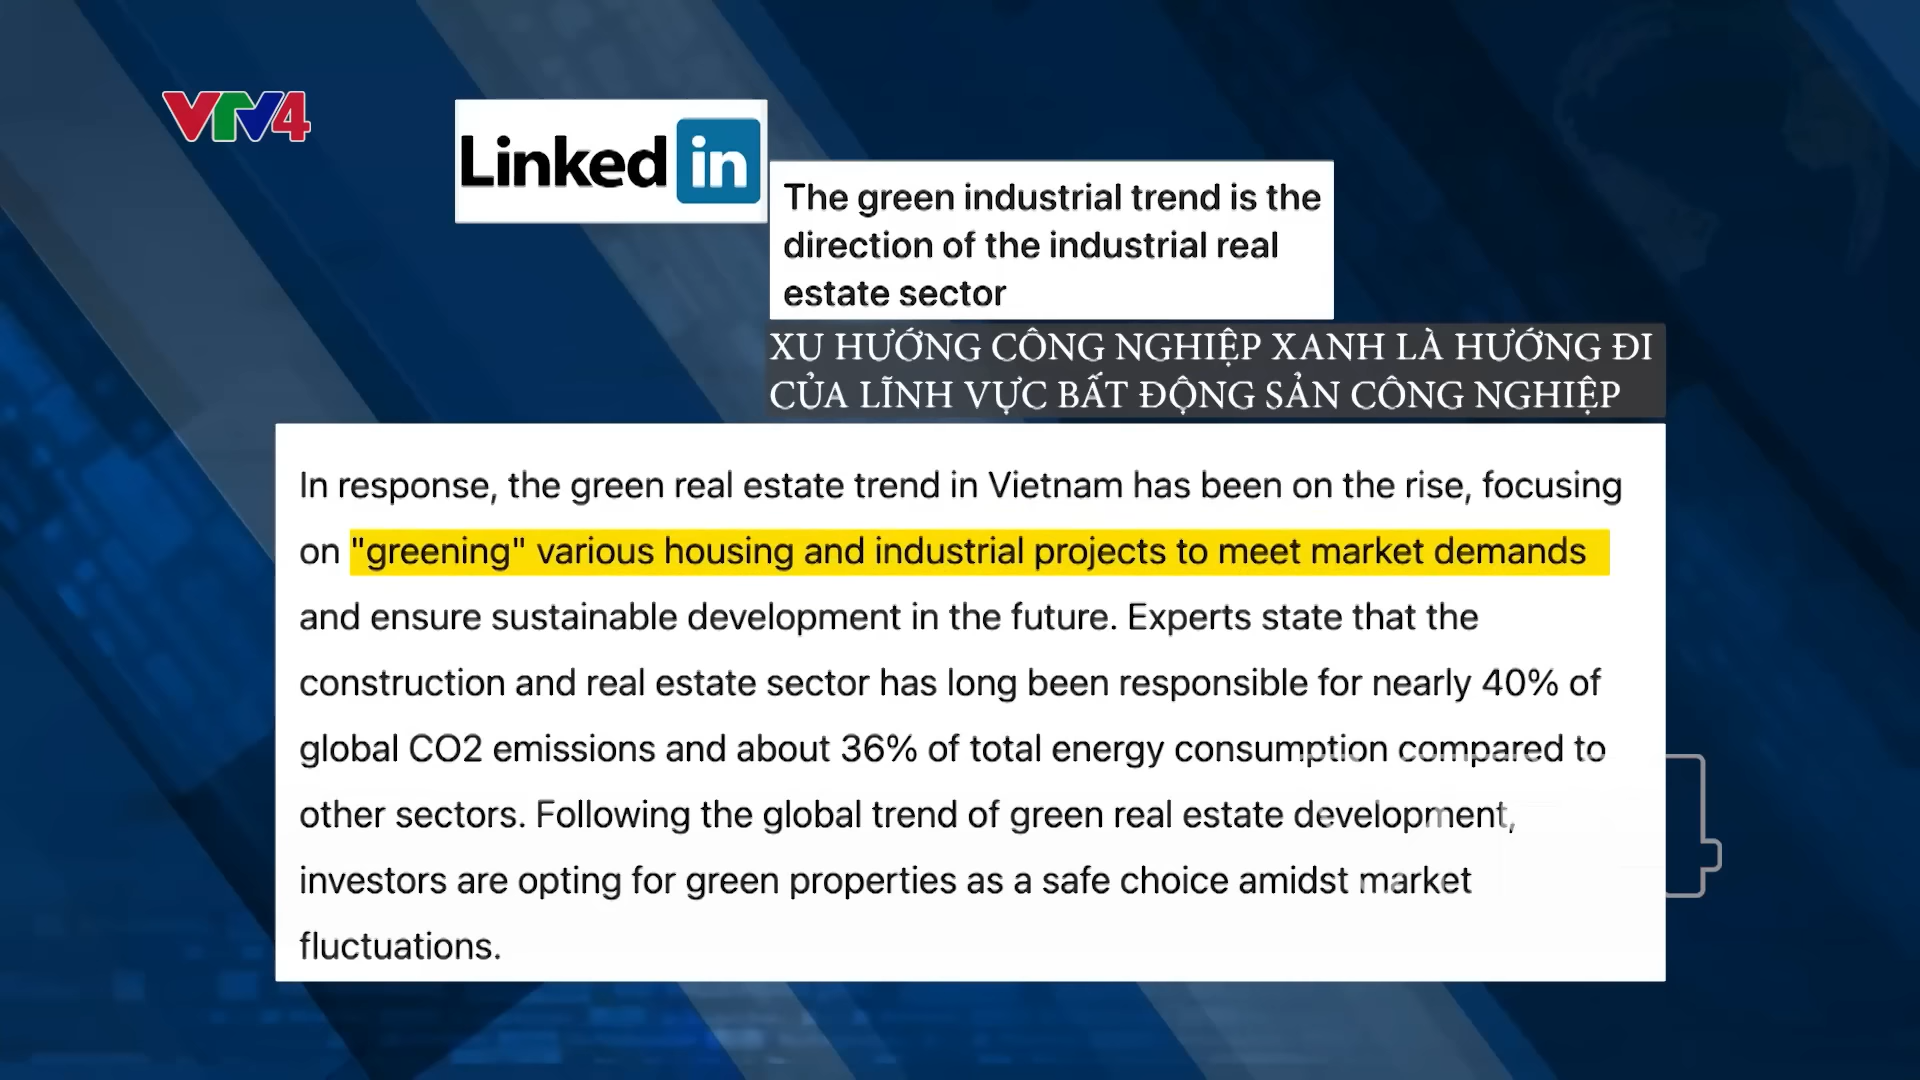 VTV4
Linked in
The green industrial trend is the
direction of the industrial real
estate sector
XU HƯỚNG CÔNG NGHIỆP XANH LÀ HƯỚNG ĐI
CỦA LĨNH VỰC BẤT ĐỘNG SẢN CÔNG NGHIỆP
In response, the green real estate trend in Vietnam has been on the rise, focusing
on "greening" various housing and industrial projects to meet market demands
and ensure sustainable development in the future. Experts state that the
construction and real estate sector has long been responsible for nearly 40% of
global CO2 emissions and about 36% of total energy consumption compared to
other sectors. Following the global trend of green real estate development,
investors are opting for green properties as a safe choice amidst market
fluctuations.